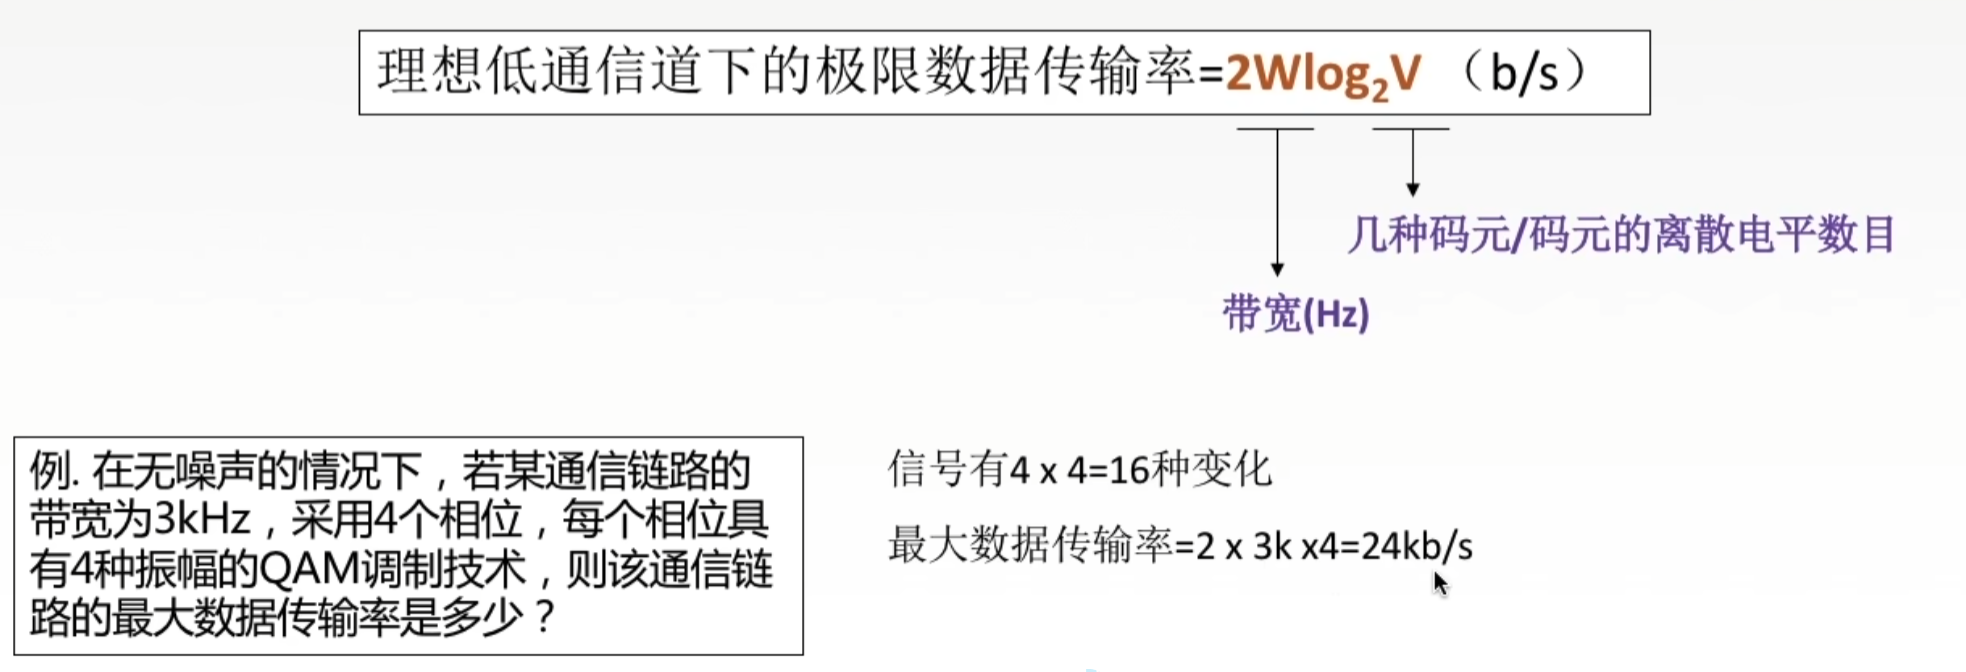 理想低通信道下的极限数据传输率=2Wlog₂V （b/s）
几种码元/码元的离散电平数目
带宽(Hz)
例. 在无噪声的情况下，若某通信链路的
带宽为3kHz，采用4个相位，每个相位具
有4种振幅的QAM调制技术，则该通信链
路的最大数据传输率是多少？
信号有4 x 4=16种变化
最大数据传输率=2 x 3k x4=24kb/s